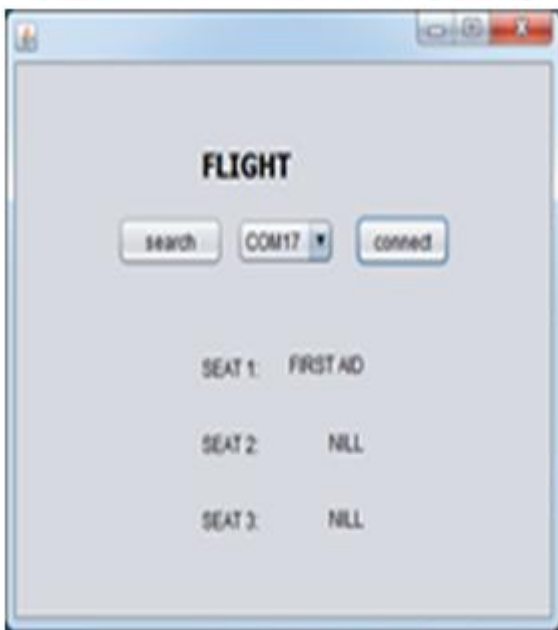 FLIGHT
search COM17 connect
SEAT 1: FIRST AID
SEAT 2: NILL
SEAT 3: NILL